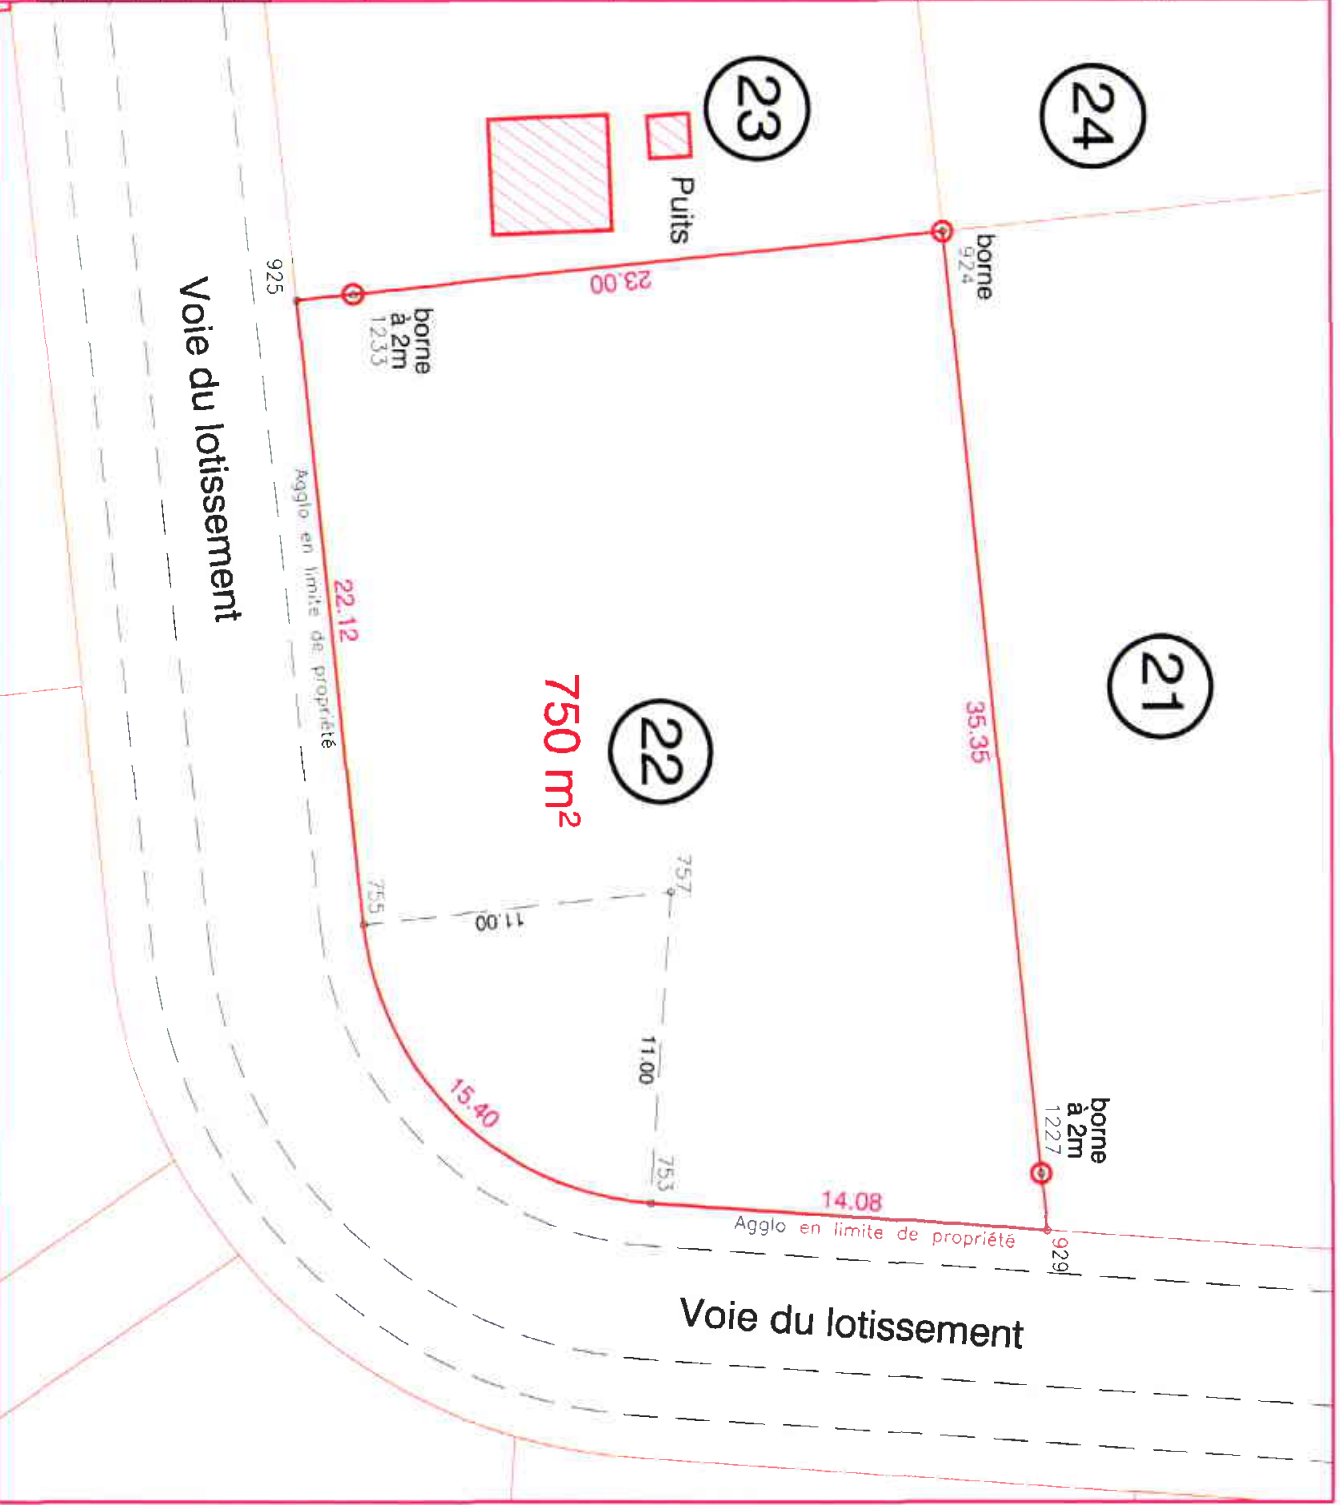 24
23
Puits
borne
924
23.00
925
borne
à 2m
1233
Voie du lotissement
Agglo en limite de propriété
22.12
35.35
21
22
750 m²
757
755
11.00
11.00
753
15.40
borne
à 2m
1227
14.08
Agglo en limite de propriété
929
Voie du lotissement